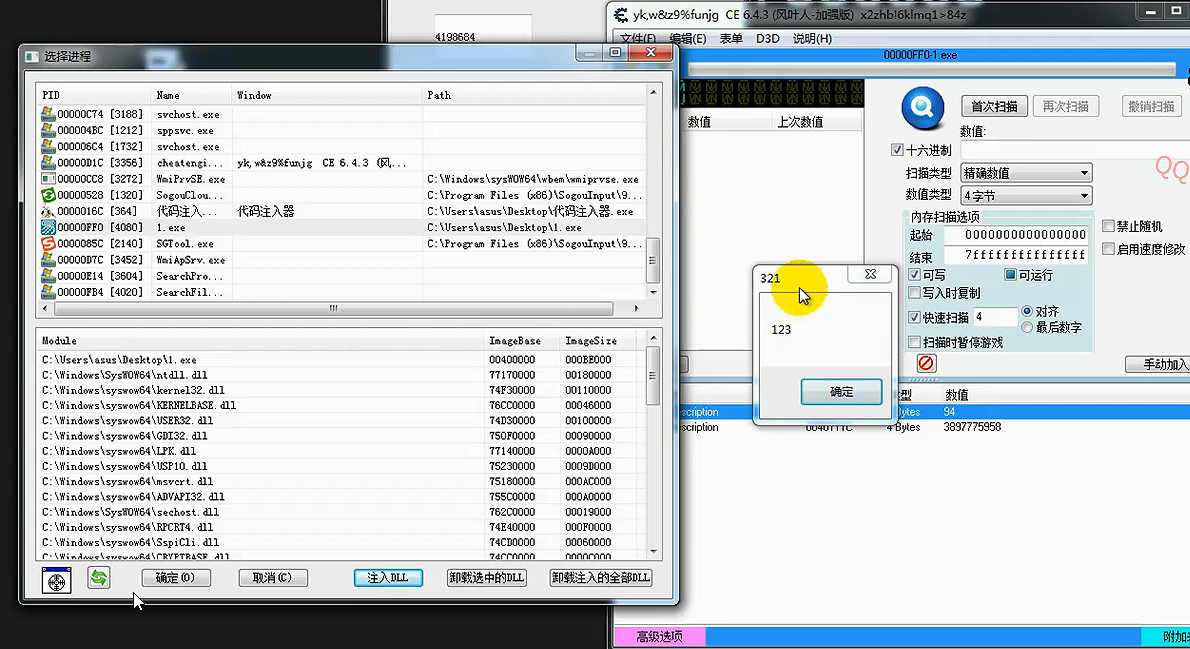 4198684
yk,w&z9%funjg CE 6.4.3 (风叶人-加强版) x2zhbl6klmq1>84z
文件(F) 编辑(E) 表单 D3D 说明(H)
00000FF0-1.exe
选择进程
PID Name Window Path
00000C74 [3188] svchost.exe
000004BC [1212] sppsvc.exe
000006C4 [1732] svchost.exe
00000D1C [3356] cheatengi... yk,w&z9%funjg CE 6.4.3 (风...
00000CC8 [3272] WmiPrvSE.exe C:\Windows\sysWOW64\wbem\wmiprvse.exe
00000528 [1320] SogouClou... C:\Program Files (x86)\SogouInput\9...
0000016C [364] 代码注入... 代码注入器 C:\Users\asus\Desktop\代码注入器.exe
00000FF0 [4080] 1.exe C:\Users\asus\Desktop\1.exe
0000085C [2140] SGTool.exe C:\Program Files (x86)\SogouInput\9...
00000D7C [3452] WmiApSrv.exe
00000E14 [3604] SearchPro...
00000FB4 [4020] SearchFil...
Module ImageBase ImageSize
C:\Users\asus\Desktop\1.exe 00400000 000BE000
C:\Windows\SysWOW64\ntdll.dll 77170000 00180000
C:\Windows\syswow64\kernel32.dll 74F30000 00110000
C:\Windows\syswow64\KERNELBASE.dll 76CC0000 00046000
C:\Windows\syswow64\USER32.dll 74D30000 00100000
C:\Windows\syswow64\GDI32.dll 750F0000 00090000
C:\Windows\syswow64\LPK.dll 77140000 0000A000
C:\Windows\syswow64\USP10.dll 75230000 0009D000
C:\Windows\syswow64\msvcrt.dll 75180000 000AC000
C:\Windows\syswow64\ADVAPI32.dll 755C0000 000A0000
C:\Windows\SysWOW64\sechost.dll 762C0000 00019000
C:\Windows\syswow64\RPCRT4.dll 74E40000 000F0000
C:\Windows\syswow64\SspiCli.dll 74CD0000 00060000
C:\Windows\syswow64\CRYPTBASE.dll 74CC0000 0000C000
确定(O) 取消(C) 注入DLL 卸载选中的DLL 卸载注入的全部DLL
数值 上次数值
首次扫描 再次扫描 撤销扫描
数值:
十六进制
扫描类型 精确数值
QQ
数值类型 4 字节
内存扫描选项
起始 0000000000000000
结束 7fffffffffffffff
禁止随机
启用速度修改
可写 可运行
写入时复制
快速扫描 4 对齐
最后数字
扫描时暂停游戏
手动加入
321
123
确定
型 数值
scription Bytes 94
scription 0040111C 4 Bytes 3897775958
高级选项 附加